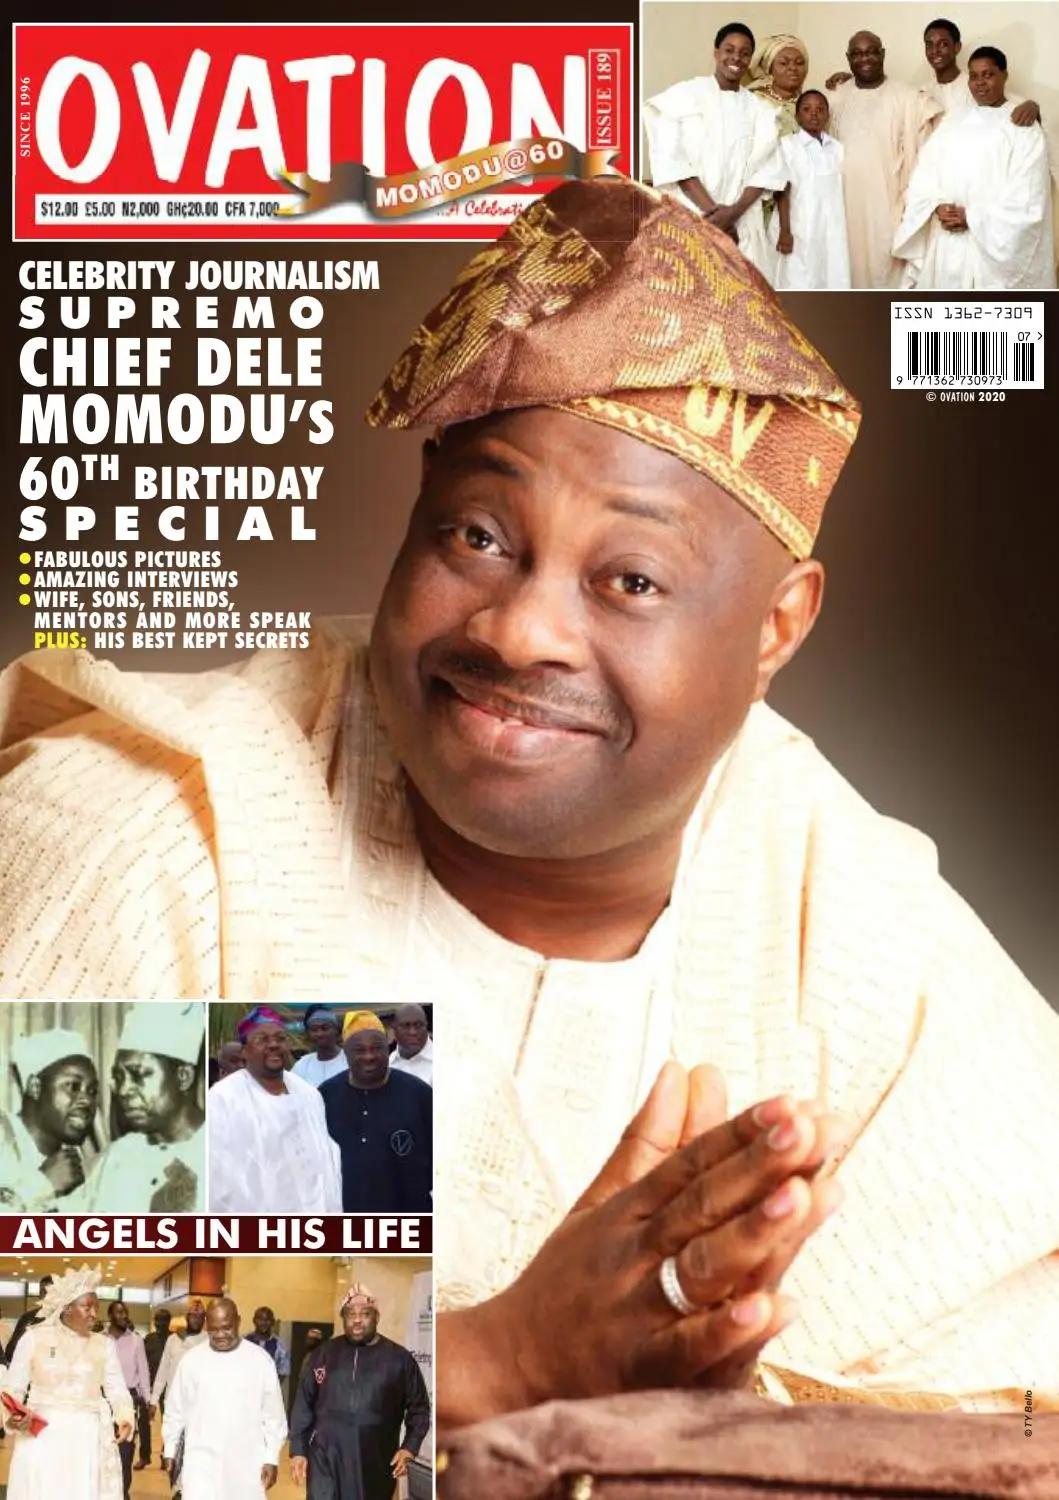 SINCE 1996
OVATION
ISSUE 189
MOMODU@60
$12.00 £5.00 N2,000 GH¢20.00 CFA 7,000
A Celebrati
CELEBRITY JOURNALISM
SUPREMO
CHIEF DELE
MOMODU'S
60TH BIRTHDAY
SPECIAL
• FABULOUS PICTURES
• AMAZING INTERVIEWS
• WIFE, SONS, FRIENDS,
MENTORS AND MORE SPEAK
PLUS: HIS BEST KEPT SECRETS
ISSN 1362-7309
07 >
9 771362 730973
© OVATION 2020
OV
ANGELS IN HIS LIFE
© TY Bello